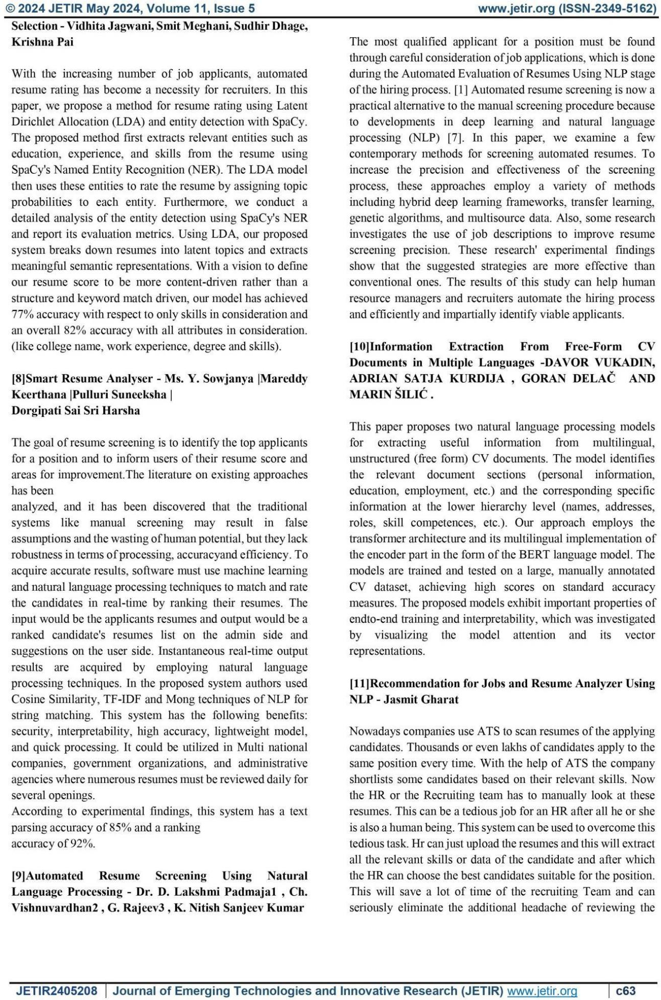 © 2024 JETIR May 2024, Volume 11, Issue 5
www.jetir.org (ISSN-2349-5162)
Selection - Vidhita Jagwani, Smit Meghani, Sudhir Dhage,
Krishna Pai
With the increasing number of job applicants, automated
resume rating has become a necessity for recruiters. In this
paper, we propose a method for resume rating using Latent
Dirichlet Allocation (LDA) and entity detection with SpaCy.
The proposed method first extracts relevant entities such as
education, experience, and skills from the resume using
SpaCy's Named Entity Recognition (NER). The LDA model
then uses these entities to rate the resume by assigning topic
probabilities to each entity. Furthermore, we conduct a
detailed analysis of the entity detection using SpaCy's NER
and report its evaluation metrics. Using LDA, our proposed
system breaks down resumes into latent topics and extracts
meaningful semantic representations. With a vision to define
our resume score to be more content-driven rather than a
structure and keyword match driven, our model has achieved
77% accuracy with respect to only skills in consideration and
an overall 82% accuracy with all attributes in consideration.
(like college name, work experience, degree and skills).
[8]Smart Resume Analyser - Ms. Y. Sowjanya |Mareddy
Keerthana |Pulluri Suneeksha |
Dorgipati Sai Sri Harsha
The goal of resume screening is to identify the top applicants
for a position and to inform users of their resume score and
areas for improvement.The literature on existing approaches
has been
analyzed, and it has been discovered that the traditional
systems like manual screening may result in false
assumptions and the wasting of human potential, but they lack
robustness in terms of processing, accuracyand efficiency. To
acquire accurate results, software must use machine learning
and natural language processing techniques to match and rate
the candidates in real-time by ranking their resumes. The
input would be the applicants resumes and output would be a
ranked candidate's resumes list on the admin side and
suggestions on the user side. Instantaneous real-time output
results are acquired by employing natural language
processing techniques. In the proposed system authors used
Cosine Similarity, TF-IDF and Mong techniques of NLP for
string matching. This system has the following benefits:
security, interpretability, high accuracy, lightweight model,
and quick processing. It could be utilized in Multi national
companies, government organizations, and administrative
agencies where numerous resumes must be reviewed daily for
several openings.
According to experimental findings, this system has a text
parsing accuracy of 85% and a ranking
accuracy of 92%.
[9]Automated Resume Screening Using Natural
Language Processing - Dr. D. Lakshmi Padmaja1 , Ch.
Vishnuvardhan2 , G. Rajeev3 , K. Nitish Sanjeev Kumar
The most qualified applicant for a position must be found
through careful consideration of job applications, which is done
during the Automated Evaluation of Resumes Using NLP stage
of the hiring process. [1] Automated resume screening is now a
practical alternative to the manual screening procedure because
to developments in deep learning and natural language
processing (NLP) [7]. In this paper, we examine a few
contemporary methods for screening automated resumes. To
increase the precision and effectiveness of the screening
process, these approaches employ a variety of methods
including hybrid deep learning frameworks, transfer learning,
genetic algorithms, and multisource data. Also, some research
investigates the use of job descriptions to improve resume
screening precision. These research' experimental findings
show that the suggested strategies are more effective than
conventional ones. The results of this study can help human
resource managers and recruiters automate the hiring process
and efficiently and impartially identify viable applicants.
[10]Information Extraction From Free-Form CV
Documents in Multiple Languages -DAVOR VUKADIN,
ADRIAN SATJA KURDIJA , GORAN DELAČ AND
MARIN ŠILIĆ .
This paper proposes two natural language processing models
for extracting useful information from multilingual,
unstructured (free form) CV documents. The model identifies
the relevant document sections (personal information,
education, employment, etc.) and the corresponding specific
information at the lower hierarchy level (names, addresses,
roles, skill competences, etc.). Our approach employs the
transformer architecture and its multilingual implementation of
the encoder part in the form of the BERT language model. The
models are trained and tested on a large, manually annotated
CV dataset, achieving high scores on standard accuracy
measures. The proposed models exhibit important properties of
endto-end training and interpretability, which was investigated
by visualizing the model attention and its vector
representations.
[11]Recommendation for Jobs and Resume Analyzer Using
NLP - Jasmit Gharat
Nowadays companies use ATS to scan resumes of the applying
candidates. Thousands or even lakhs of candidates apply to the
same position every time. With the help of ATS the company
shortlists some candidates based on their relevant skills. Now
the HR or the Recruiting team has to manually look at these
resumes. This can be a tedious job for an HR after all he or she
is also a human being. This system can be used to overcome this
tedious task. Hr can just upload the resumes and this will extract
all the relevant skills or data of the candidate and after which
the HR can choose the best candidates suitable for the position.
This will save a lot of time of the recruiting Team and can
seriously eliminate the additional headache of reviewing the
JETIR2405208 Journal of Emerging Technologies and Innovative Research (JETIR) www.jetir.org c63